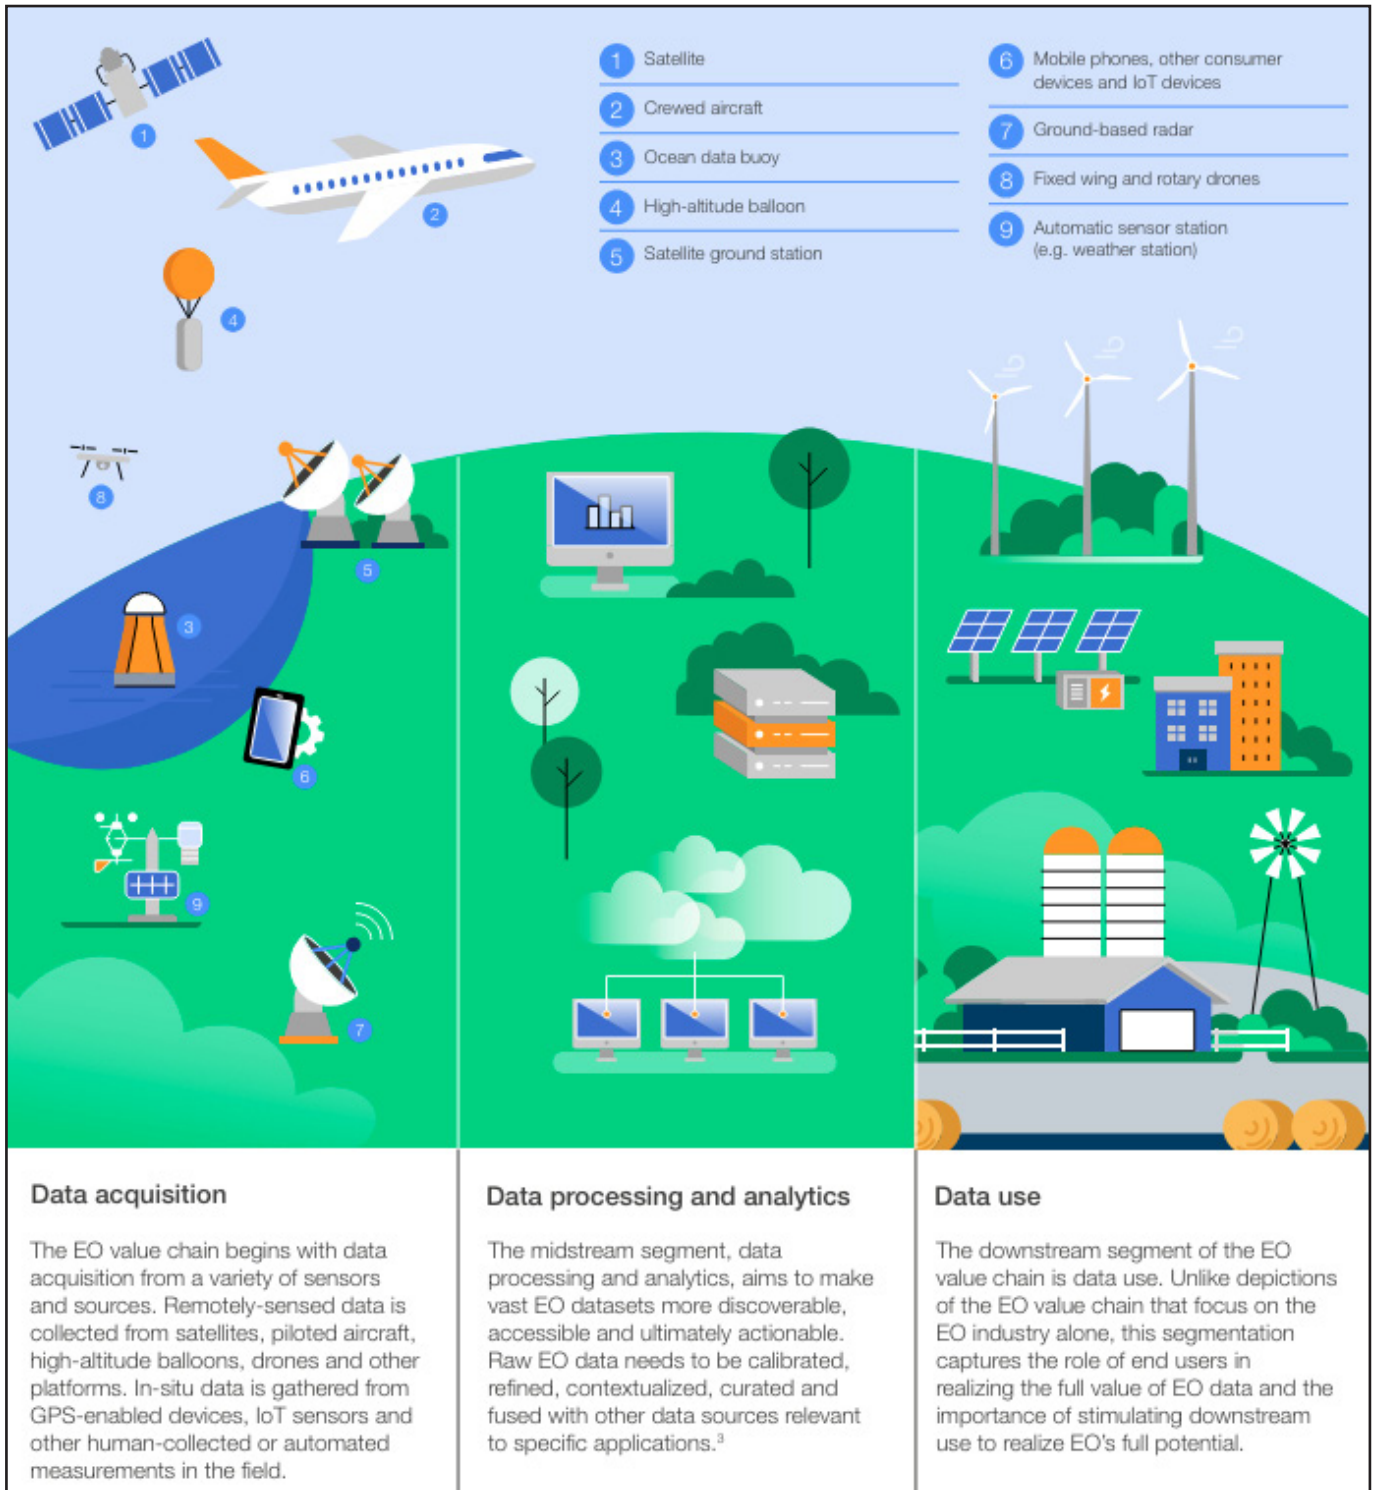 1 Satellite
2 Crewed aircraft
3 Ocean data buoy
4 High-altitude balloon
5 Satellite ground station
6 Mobile phones, other consumer
devices and IoT devices
7 Ground-based radar
8 Fixed wing and rotary drones
9 Automatic sensor station
(e.g. weather station)
1
2
4
8
5
3
6
9
7
Data acquisition
The EO value chain begins with data
acquisition from a variety of sensors
and sources. Remotely-sensed data is
collected from satellites, piloted aircraft,
high-altitude balloons, drones and other
platforms. In-situ data is gathered from
GPS-enabled devices, IoT sensors and
other human-collected or automated
measurements in the field.
Data processing and analytics
The midstream segment, data
processing and analytics, aims to make
vast EO datasets more discoverable,
accessible and ultimately actionable.
Raw EO data needs to be calibrated,
refined, contextualized, curated and
fused with other data sources relevant
to specific applications.³
Data use
The downstream segment of the EO
value chain is data use. Unlike depictions
of the EO value chain that focus on the
EO industry alone, this segmentation
captures the role of end users in
realizing the full value of EO data and the
importance of stimulating downstream
use to realize EO's full potential.